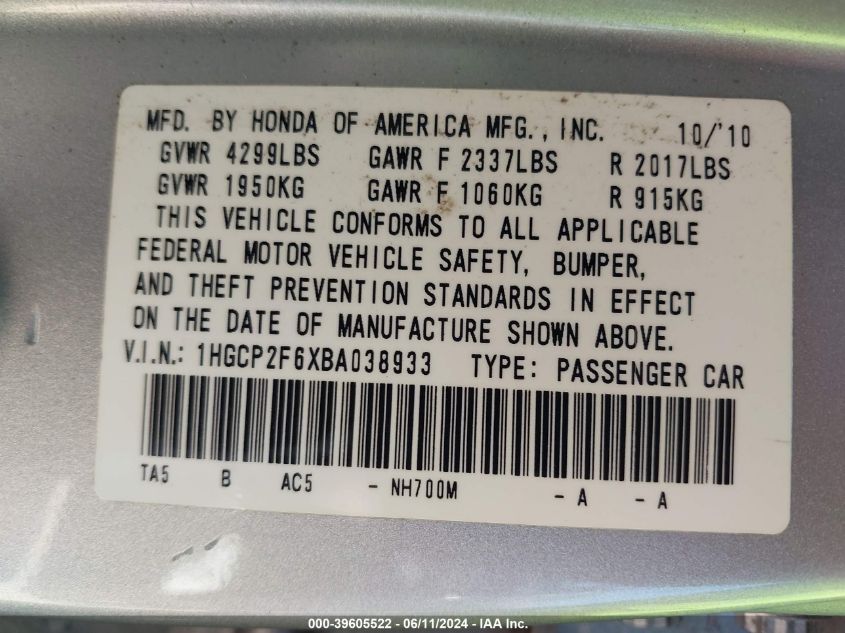 MFD. BY HONDA OF AMERICA MFG., INC. 10/'10
GVWR 4299LBS GAWR F 2337LBS R 2017LBS
GVWR 1950KG GAWR F 1060KG R 915KG
THIS VEHICLE CONFORMS TO ALL APPLICABLE
FEDERAL MOTOR VEHICLE SAFETY, BUMPER,
AND THEFT PREVENTION STANDARDS IN EFFECT
ON THE DATE OF MANUFACTURE SHOWN ABOVE.
V.I.N.: 1HGCP2F6XBA038933 TYPE: PASSENGER CAR
TA5 B AC5 - NH700M - A - A
000-39605522 - 06/11/2024 - IAA Inc.